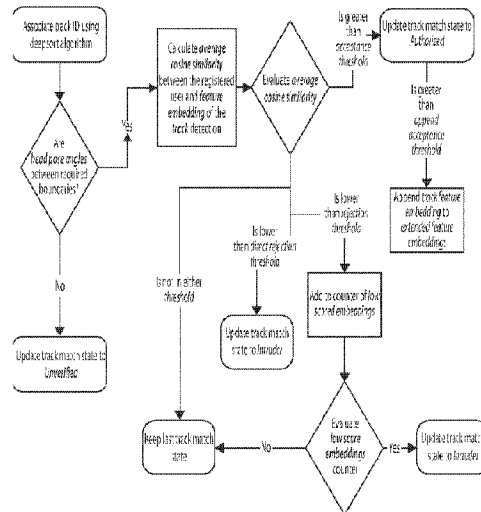 Associate track ID using
deepsort algorithm
Are
head pose angles
between required
boundaries?
Yes
No
Update track match state to
Unverified
Calculate average
cosine similarity
between the registered
user and feature
embedding of the
track detection
Evaluate average
cosine similarity
Is greater
than
acceptance
threshold
Update track match state to
Authorized
Is greater
than
append
acceptance
threshold
Append track feature
embedding to
extended feature
embeddings
Is not in either
threshold
Is lower
than direct rejection
threshold
Update track match
state to Intruder
Is lower
than rejection
threshold
Add to counter of low
scored embeddings
Evaluate
low score
embeddings
counter
No
Keep last track match
state
Yes
Update track match
state to Intruder